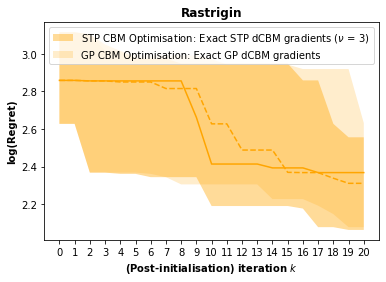 Rastrigin
STP CBM Optimisation: Exact STP dCBM gradients (ν = 3)
GP CBM Optimisation: Exact GP dCBM gradients
log(Regret)
3.0
2.8
2.6
2.4
2.2
0 1 2 3 4 5 6 7 8 9 10 11 12 13 14 15 16 17 18 19 20
(Post-initialisation) iteration k